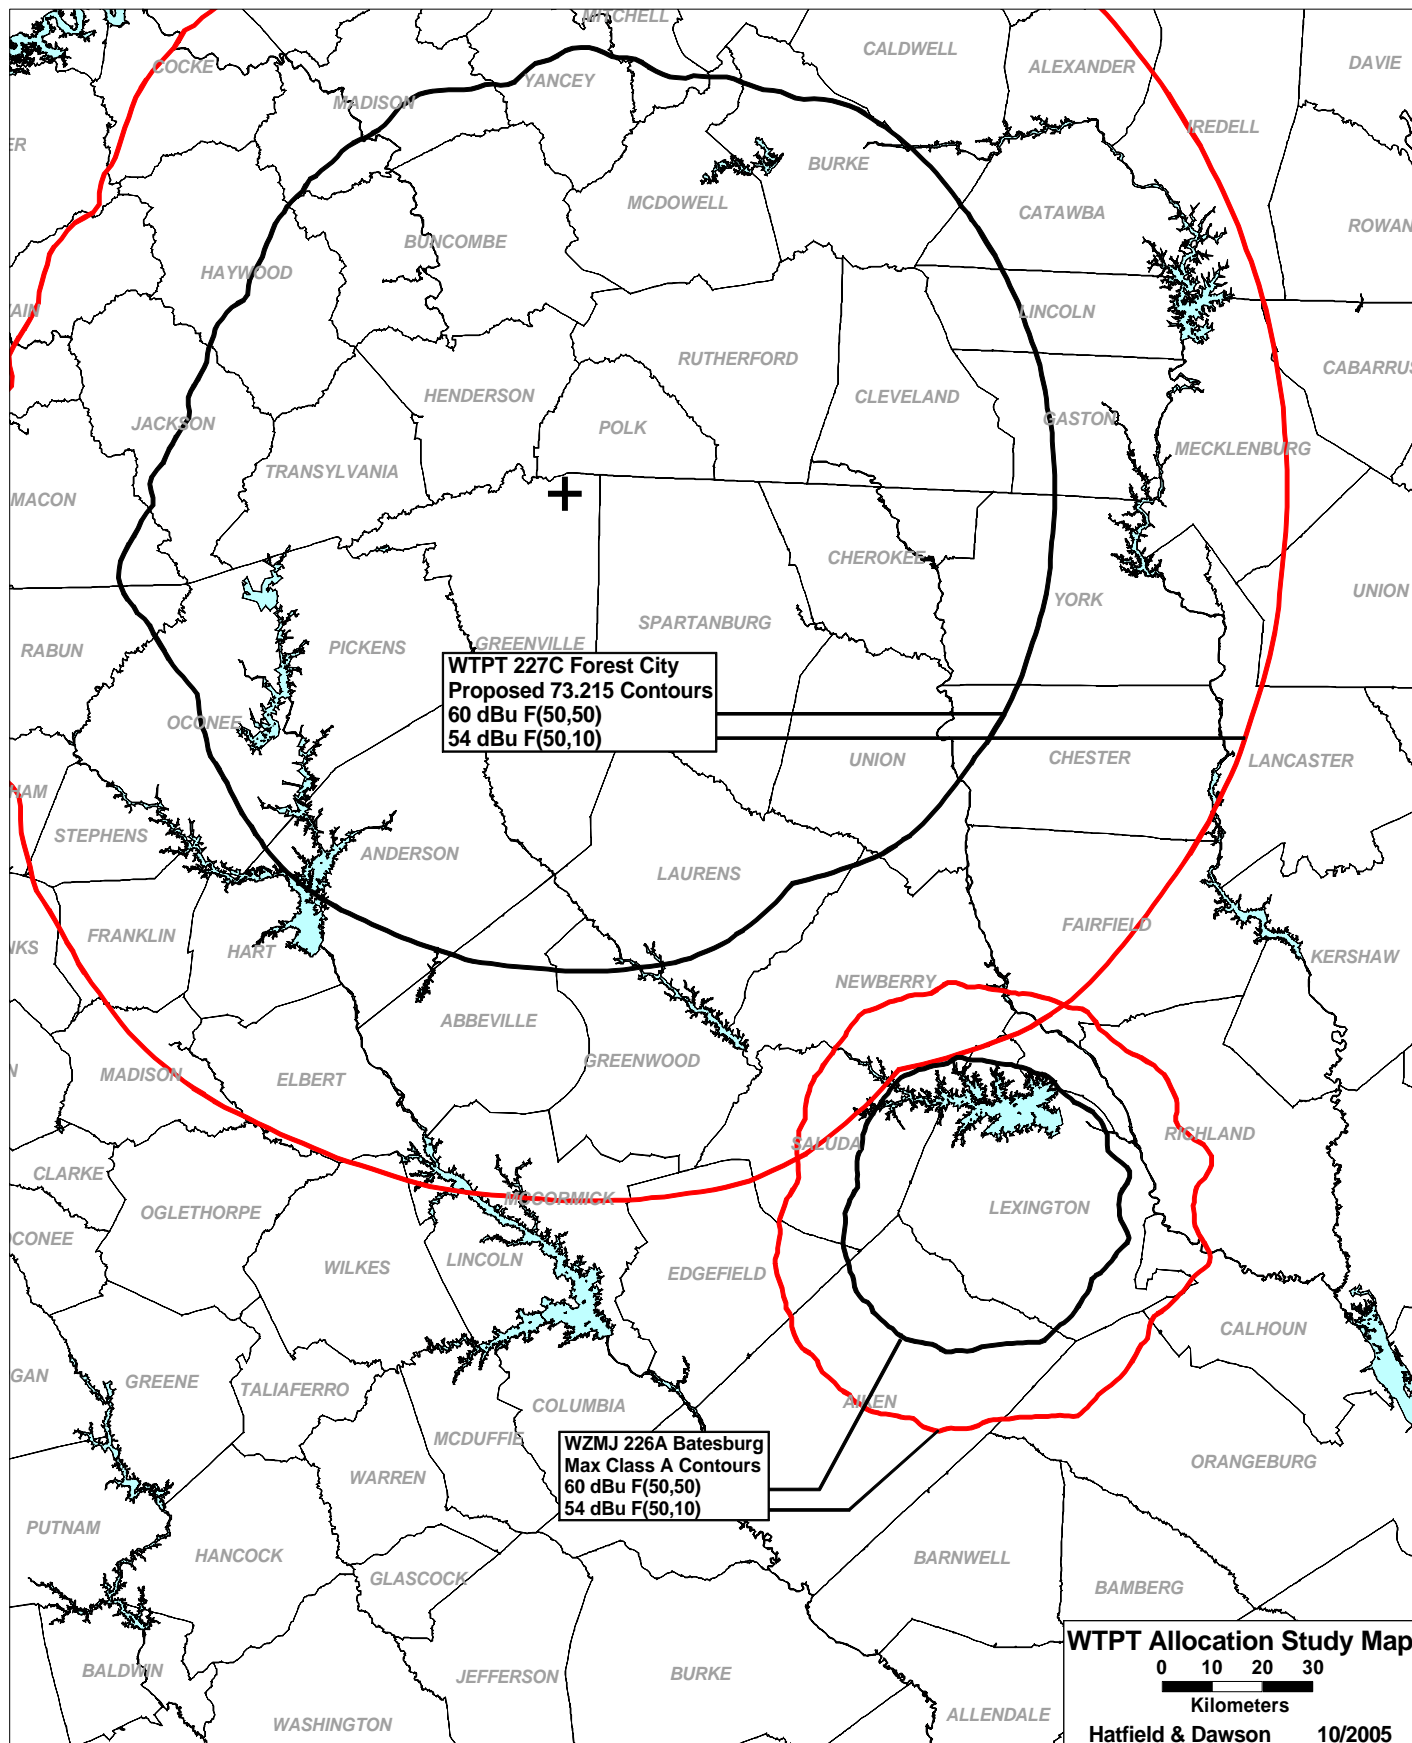 MITCHELL
CALDWELL
COCKE
ALEXANDER
DAVIE
YANCEY
MADISON
IREDELL
ER
BURKE
MCDOWELL
CATAWBA
ROWAN
BUNCOMBE
HAYWOOD
AIN
LINCOLN
RUTHERFORD
CABARRUS
HENDERSON
CLEVELAND
JACKSON
POLK
GASTON
MECKLENBURG
TRANSYLVANIA
MACON
CHEROKEE
UNION
YORK
SPARTANBURG
RABUN
PICKENS
GREENVILLE
WTPT 227C Forest City
Proposed 73.215 Contours
60 dBu F(50,50)
54 dBu F(50,10)
OCONEE
UNION
CHESTER
LANCASTER
HAM
STEPHENS
ANDERSON
LAURENS
FRANKLIN
FAIRFIELD
NKS
HART
KERSHAW
NEWBERRY
ABBEVILLE
GREENWOOD
N
MADISON
ELBERT
SALUDA
RICHLAND
CLARKE
MCCORMICK
OGLETHORPE
LEXINGTON
OCONEE
WILKES
LINCOLN
EDGEFIELD
CALHOUN
GAN
GREENE
TALIAFERRO
COLUMBIA
AIKEN
MCDUFFIE
WZMJ 226A Batesburg
Max Class A Contours
60 dBu F(50,50)
54 dBu F(50,10)
WARREN
ORANGEBURG
PUTNAM
HANCOCK
BARNWELL
GLASCOCK
BAMBERG
BALDWIN
JEFFERSON
BURKE
WASHINGTON
ALLENDALE
WTPT Allocation Study Map
0 10 20 30
Kilometers
Hatfield & Dawson 10/2005